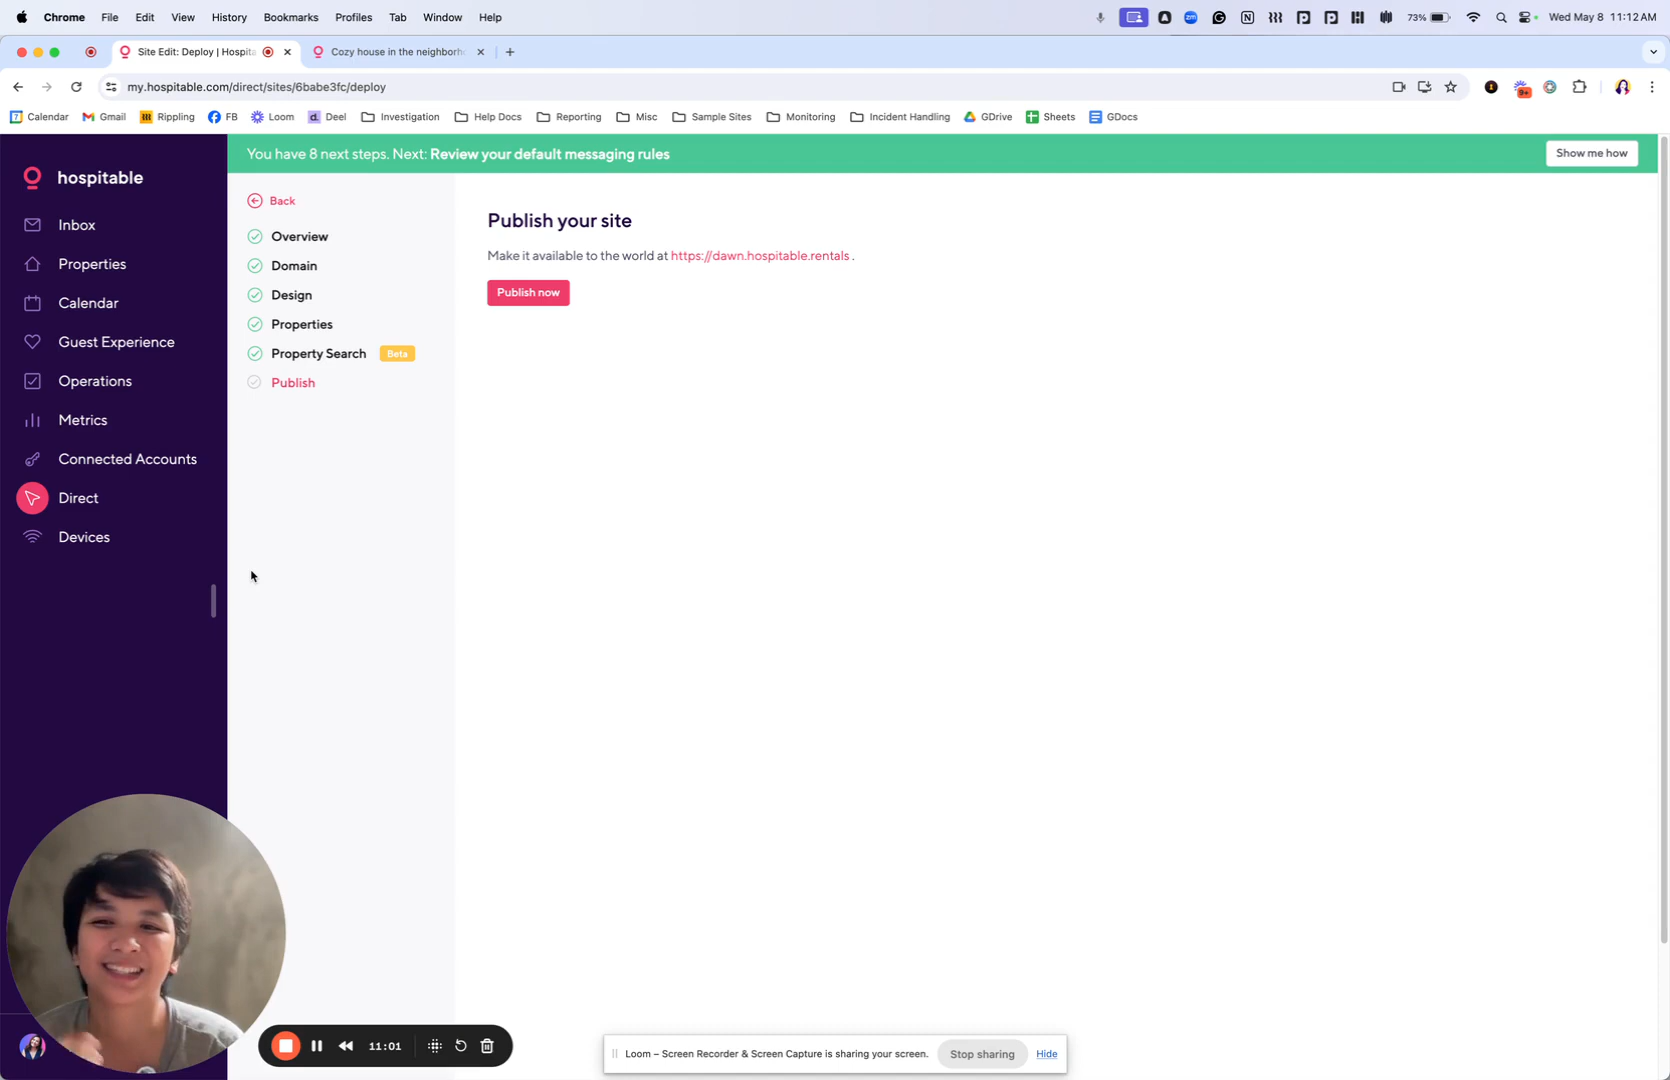 Chrome File Edit View History Bookmarks Profiles Tab Window Help 73% Wed May 8 11:12 AM
Site Edit: Deploy | Hospita Cozy house in the neighborh
my.hospitable.com/direct/sites/6babe3fc/deploy 9+
Calendar Gmail Rippling FB Loom Deel Investigation Help Docs Reporting Misc Sample Sites Monitoring Incident Handling GDrive Sheets GDocs
You have 8 next steps. Next: Review your default messaging rules Show me how
hospitable
Inbox
Properties
Calendar
Guest Experience
Operations
Metrics
Connected Accounts
Direct
Devices
Back
Overview
Domain
Design
Properties
Property Search Beta
Publish
Publish your site
Make it available to the world at https://dawn.hospitable.rentals .
Publish now
11:01
Loom – Screen Recorder & Screen Capture is sharing your screen. Stop sharing Hide